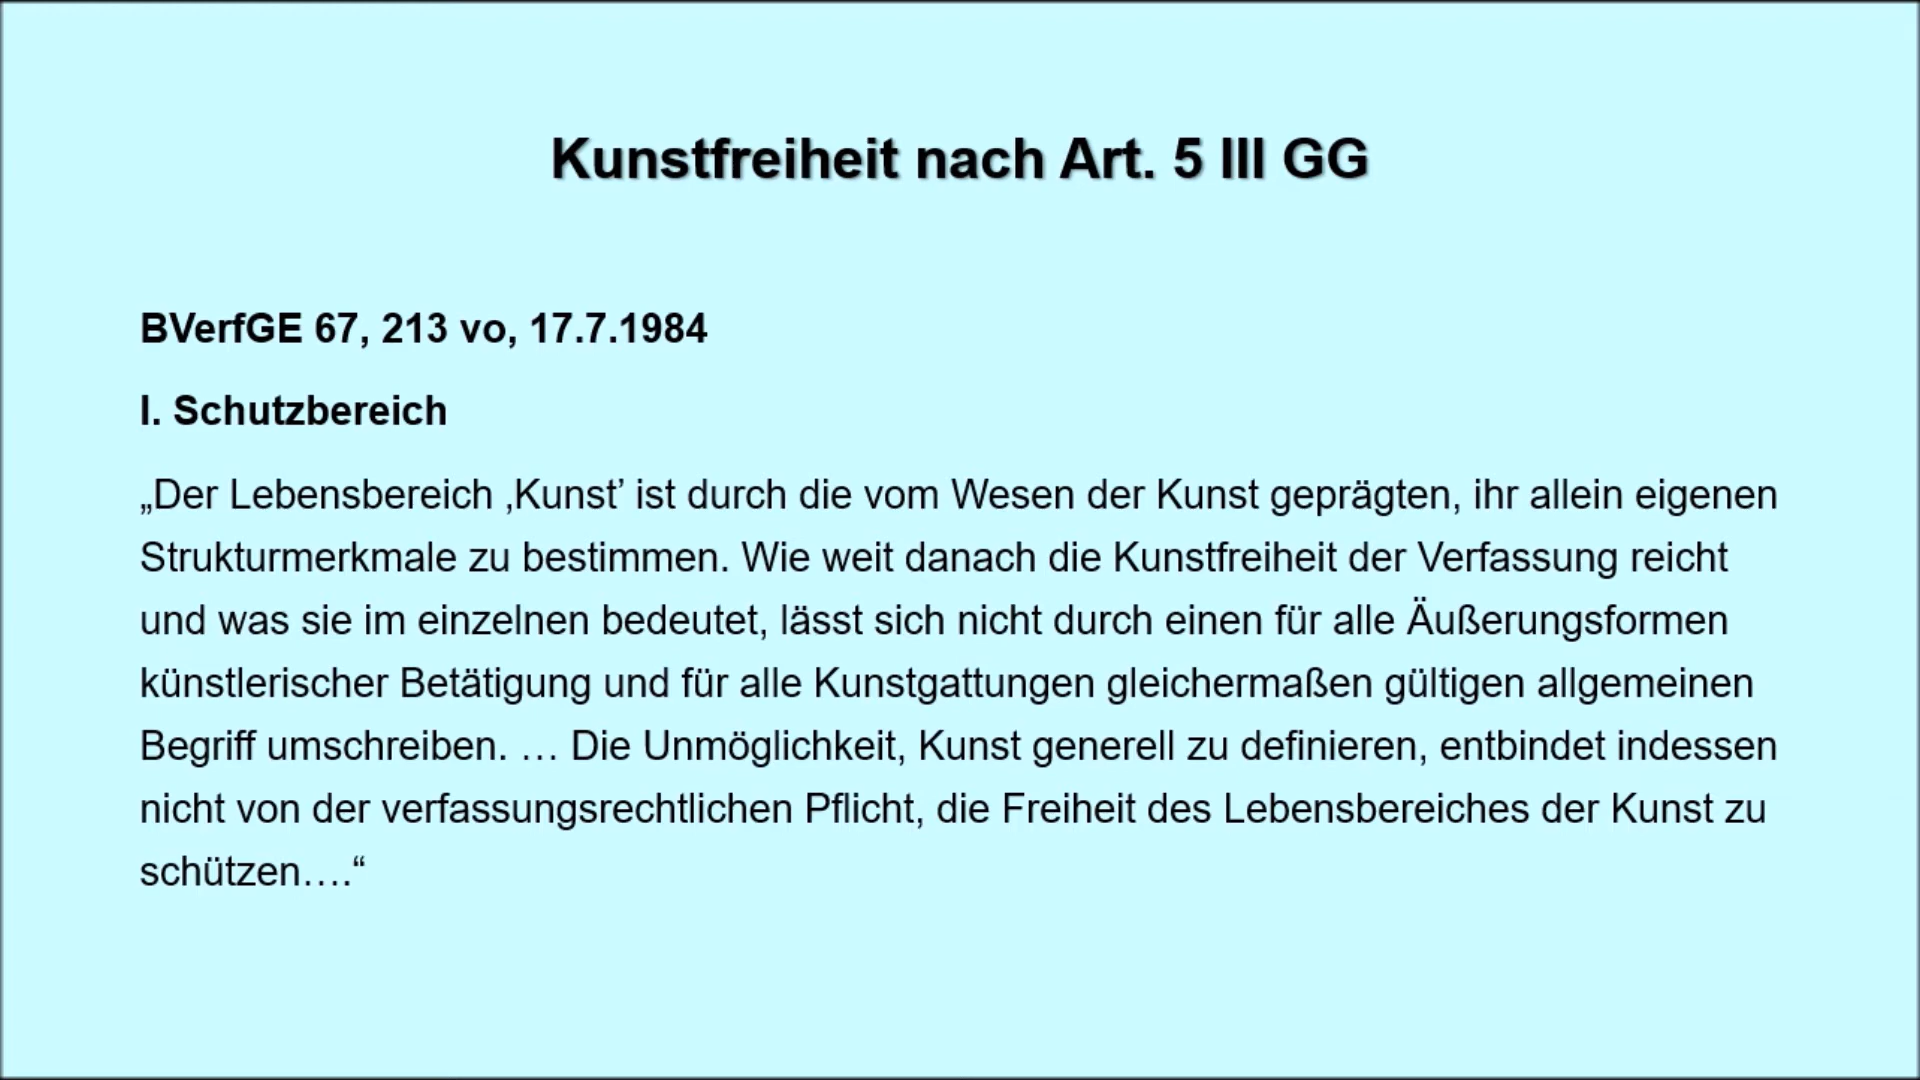 Kunstfreiheit nach Art. 5 III GG
BVerfGE 67, 213 vo, 17.7.1984
I. Schutzbereich
„Der Lebensbereich ‚Kunst’ ist durch die vom Wesen der Kunst geprägten, ihr allein eigenen
Strukturmerkmale zu bestimmen. Wie weit danach die Kunstfreiheit der Verfassung reicht
und was sie im einzelnen bedeutet, lässt sich nicht durch einen für alle Äußerungsformen
künstlerischer Betätigung und für alle Kunstgattungen gleichermaßen gültigen allgemeinen
Begriff umschreiben. … Die Unmöglichkeit, Kunst generell zu definieren, entbindet indessen
nicht von der verfassungsrechtlichen Pflicht, die Freiheit des Lebensbereiches der Kunst zu
schützen….“